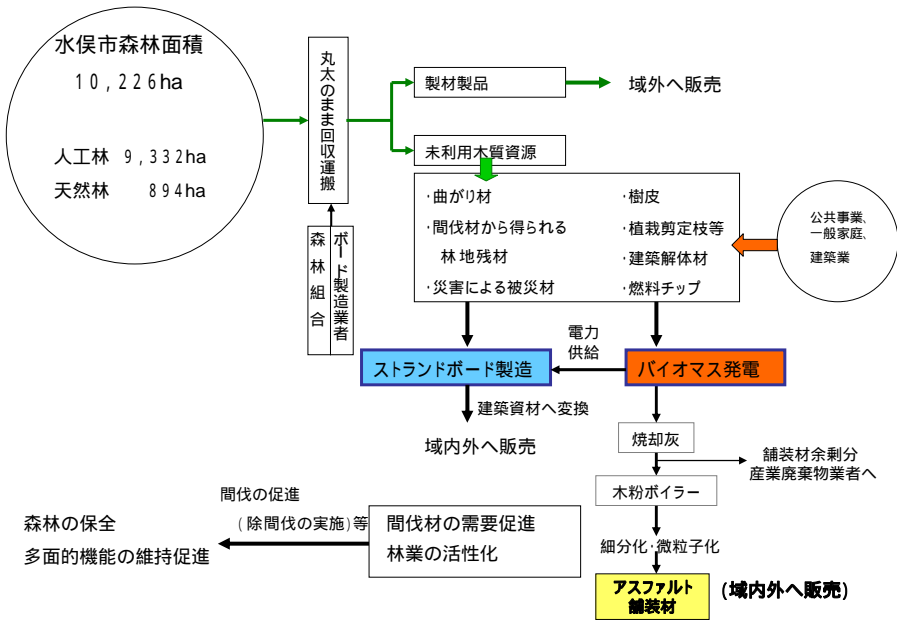 水俣市森林面積
10,226ha
人工林 9,332ha
天然林 894ha
丸太のまま回収運搬
森林組合
ボード製造業者
製材製品
域外へ販売
未利用木質資源
・曲がり材
・間伐材から得られる
林地残材
・災害による被災材
・樹皮
・植栽剪定枝等
・建築解体材
・燃料チップ
公共事業、
一般家庭、
建築業
ストランドボード製造
電力
供給
バイオマス発電
建築資材へ変換
域内外へ販売
焼却灰
舗装材余剰分
産業廃棄物業者へ
木粉ボイラー
細分化・微粒子化
アスファルト
舗装材
(域内外へ販売)
間伐材の需要促進
林業の活性化
間伐の促進
(除間伐の実施)等
森林の保全
多面的機能の維持促進